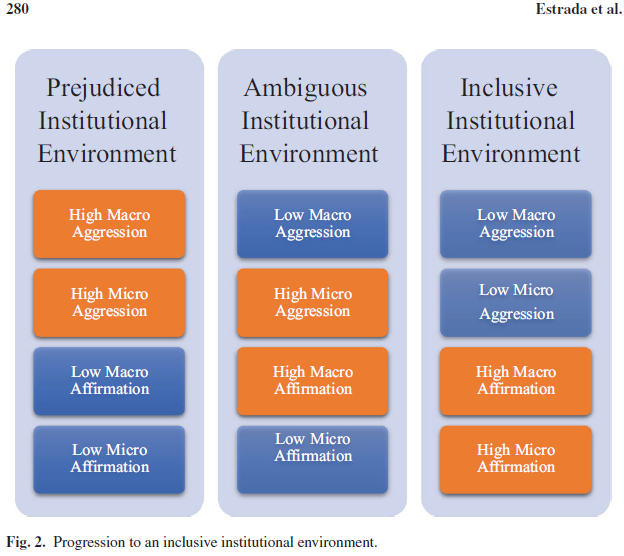 280
Estrada et al.
Prejudiced
Institutional
Environment
High Macro
Aggression
High Micro
Aggression
Low Macro
Affirmation
Low Micro
Affirmation
Ambiguous
Institutional
Environment
Low Macro
Aggression
High Micro
Aggression
High Macro
Affirmation
Low Micro
Affirmation
Inclusive
Institutional
Environment
Low Macro
Aggression
Low Micro
Aggression
High Macro
Affirmation
High Micro
Affirmation
Fig. 2. Progression to an inclusive institutional environment.